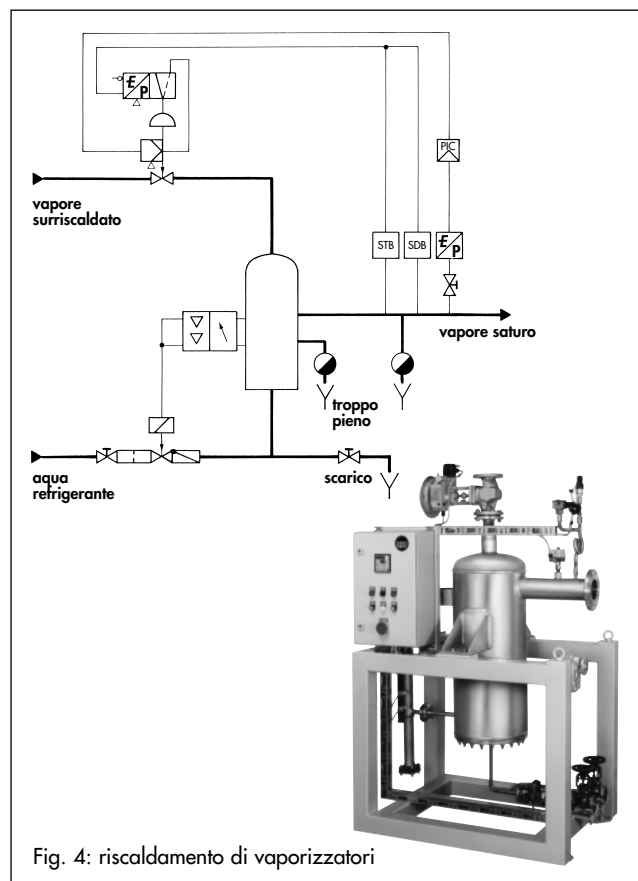 E
P
PIC
vapore
surriscaldato
STB
SDB
E
P
vapore saturo
troppo
pieno
aqua
refrigerante
scarico
Fig. 4: riscaldamento di vaporizzatori